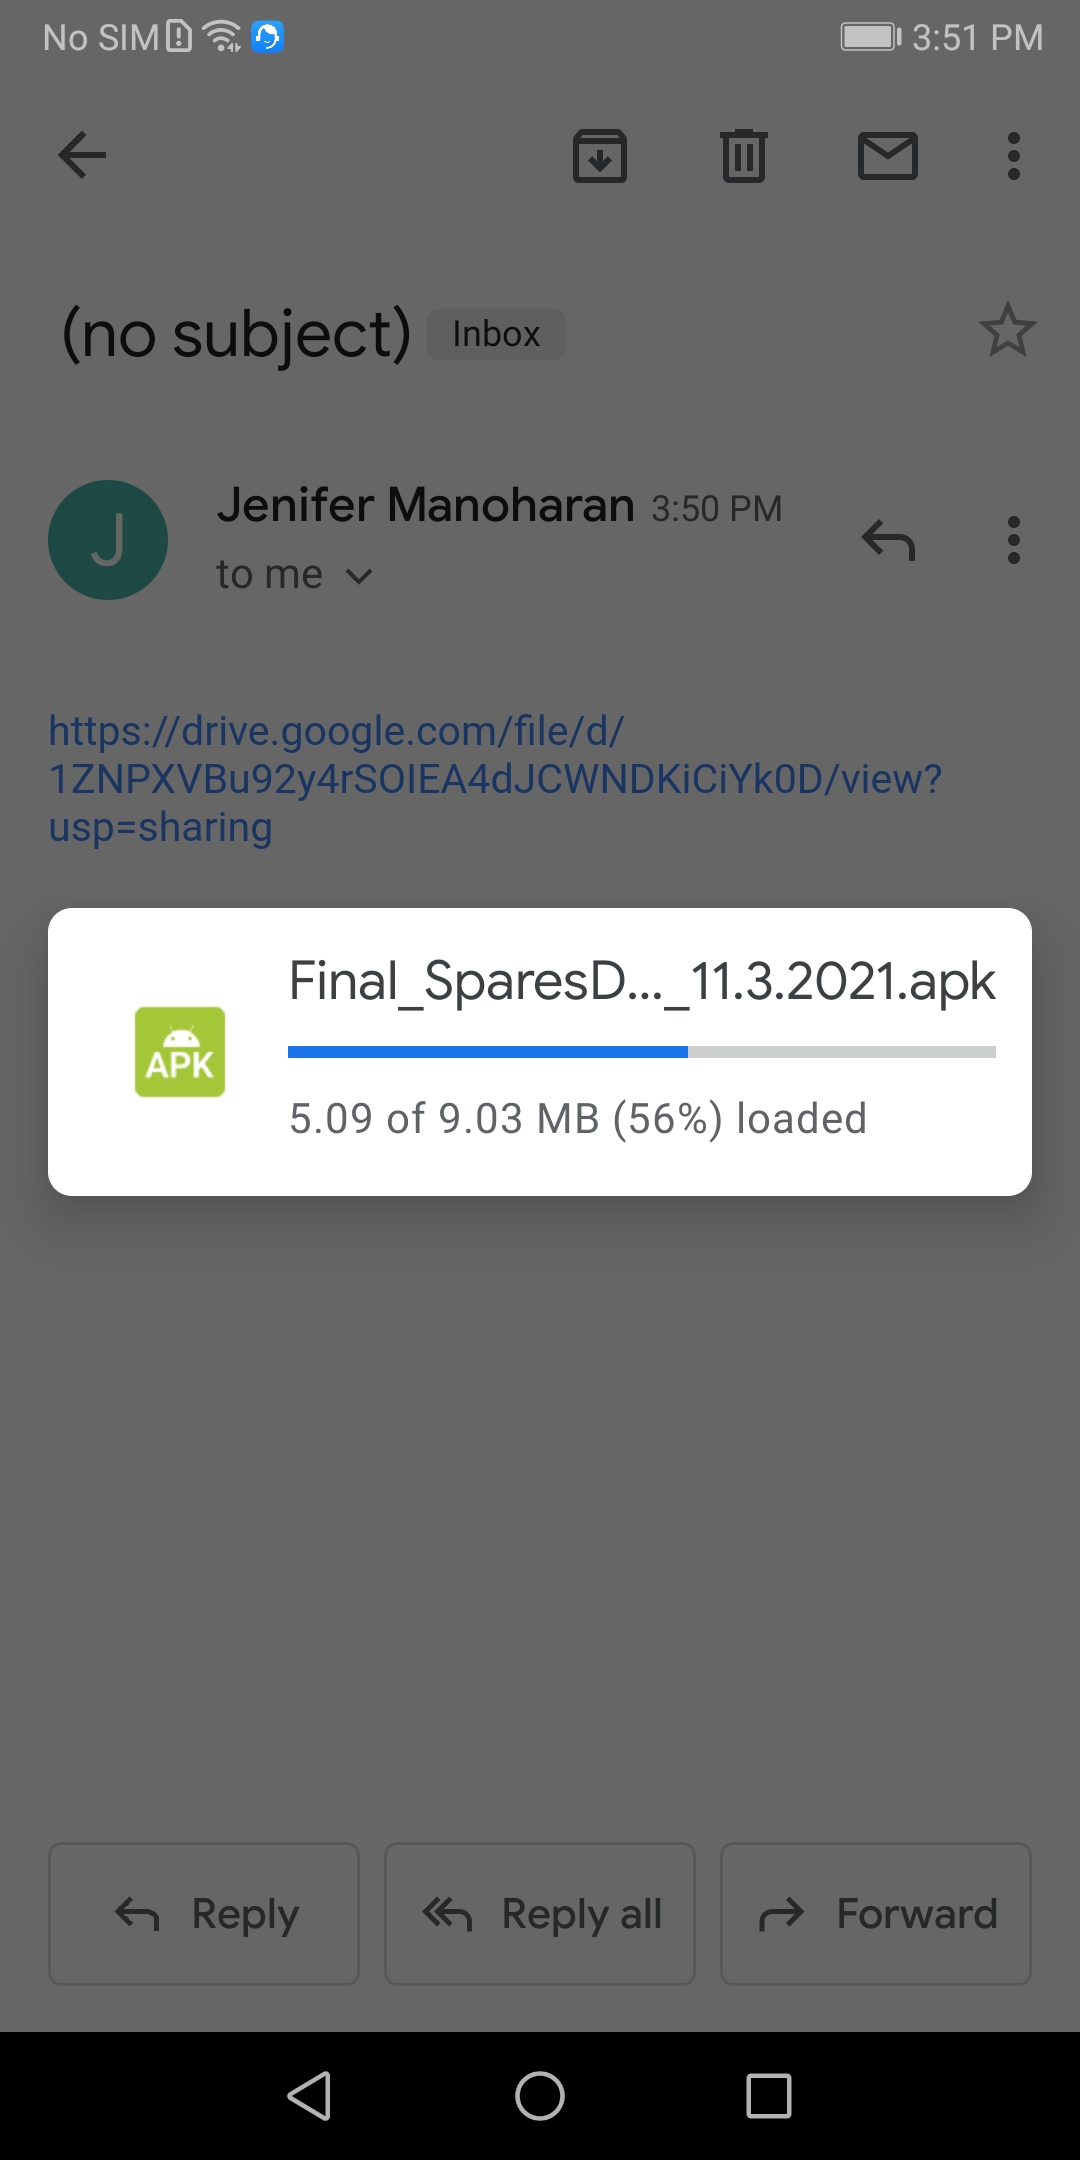 No SIM 3:51 PM
(no subject) Inbox
J
Jenifer Manoharan 3:50 PM
to me
https://drive.google.com/file/d/
1ZNPXVBu92y4rSOIEA4dJCWNDKiCiYk0D/view?
usp=sharing
APK
Final_SparesD..._11.3.2021.apk
5.09 of 9.03 MB (56%) loaded
Reply Reply all Forward